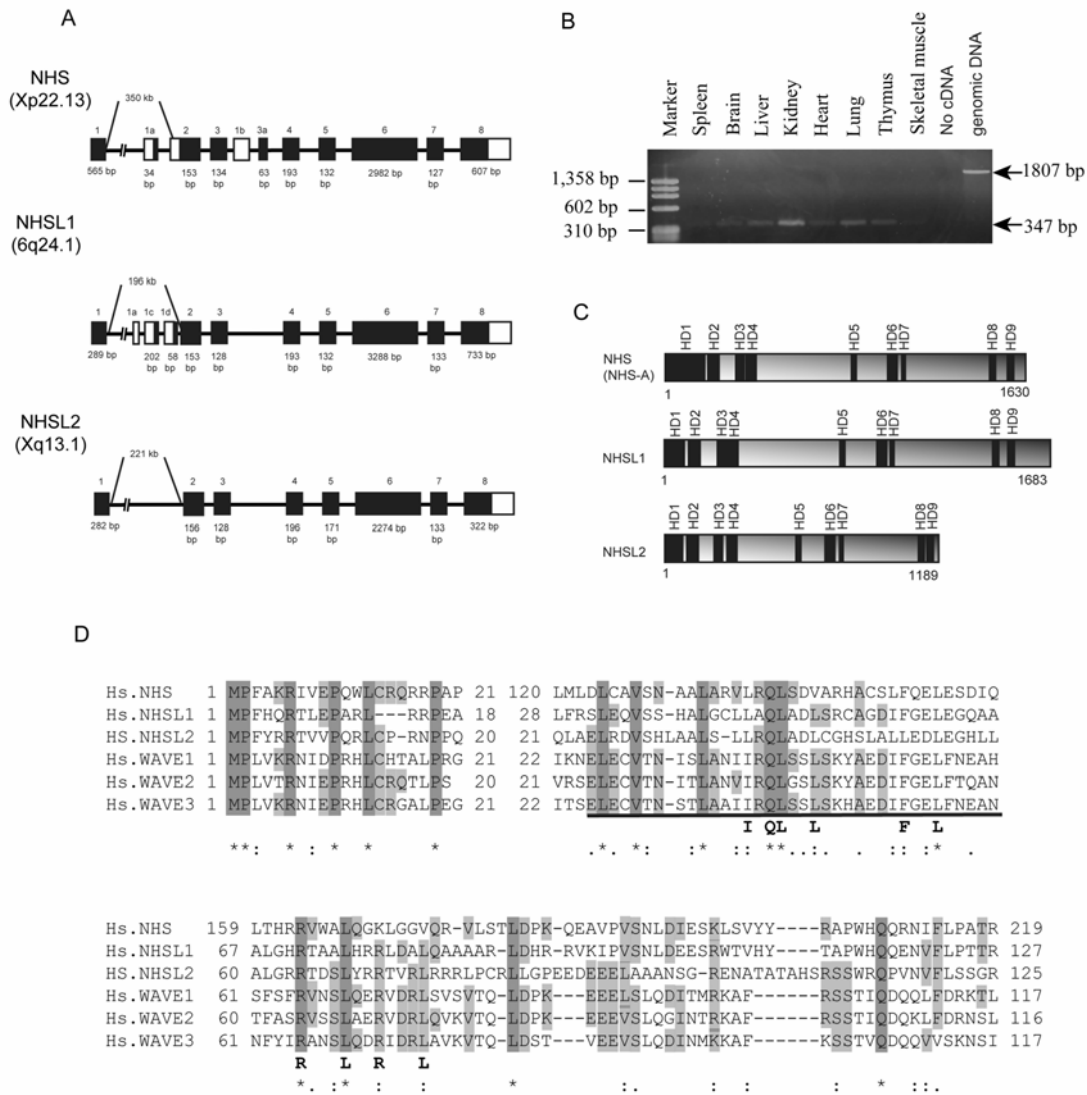 A
NHS
(Xp22.13)
350 kb
1 1a 2 3 1b 3a 4 5 6 7 8
565 bp 34 bp 153 bp 134 bp 63 bp 193 bp 132 bp 2982 bp 127 bp 607 bp
NHSL1
(6q24.1)
196 kb
1 1a 1c 1d 2 3 4 5 6 7 8
289 bp 202 bp 58 bp 153 bp 128 bp 193 bp 132 bp 3288 bp 133 bp 733 bp
NHSL2
(Xq13.1)
221 kb
1 2 3 4 5 6 7 8
282 bp 156 bp 128 bp 196 bp 171 bp 2274 bp 133 bp 322 bp
B
Marker Spleen Brain Liver Kidney Heart Lung Thymus Skeletal muscle No cDNA genomic DNA
1,358 bp
602 bp
310 bp
1807 bp
347 bp
C
HD1 HD2 HD3 HD4 HD5 HD6 HD7 HD8 HD9
NHS
(NHS-A)
1 1630
HD1 HD2 HD3 HD4 HD5 HD6 HD7 HD8 HD9
NHSL1
1 1683
HD1 HD2 HD3 HD4 HD5 HD6 HD7 HD8 HD9
NHSL2
1 1189
D
Hs.NHS 1 MPFAKRIVEPQWLCRQRRPAP 21 120 LMLDLCAVSN-AALARVLRQLSDVARHACSLFQELESDIQ
Hs.NHSL1 1 MPFHQRTLEPARL---RRPEA 18 28 LFRSLEQVSS-HALGCLLAQLADLSRCAGDIFGELEGQAA
Hs.NHSL2 1 MPFYRRTVVPQRLCP-RNPPQ 20 21 QLAELRDVSHLAALS-LLRQLADLCGHSLALLEDLEGHLL
Hs.WAVE1 1 MPLVKRNIDPRHLCHTALPRG 21 22 IKNELECVTN-ISLANIIRQLSSLSKYAEDIFGELFNEAH
Hs.WAVE2 1 MPLVTRNIEPRHLCRQTLPS 20 21 VRSELECVTN-ITLANVIRQLGSLSKYAEDIFGELFTQAN
Hs.WAVE3 1 MPLVKRNIEPRHLCRGALPEG 21 22 ITSELECVTN-STLAAIIRQLSSLSKHAEDIFGELFNEAN
I QL L F L
**: * : * * * .* * * :: **..:. . :: :* .
Hs.NHS 159 LTHRRVWALQGKLGGVQR-VLSTLDPK-QEAVPVSNLDIESKLSVYY----RAPWHQQRNIFLPATR 219
Hs.NHSL1 67 ALGHRTAALHRRLDALQAAAAR-LDHR-RVKIPVSNLDEESRWTVHY----TAPWHQQENVFLPTTR 127
Hs.NHSL2 60 ALGRRTDSLYRRTVRLRRRLPCRLLGPEEDEEELAAANSG-RENATATAHSRSSWRQPVNVFLSSGR 125
Hs.WAVE1 61 SFSFRVNSLQERVDRLSVSVTQ-LDPK---EEELSLQDITMRKAF------RSSTIQDQQLFDRKTL 117
Hs.WAVE2 60 TFASRVSSLAERVDRLQVKVTQ-LDPK---EEEVSLQGINTRKAF------RSSTIQDQKLFDRNSL 116
Hs.WAVE3 61 NFYIRANSLQDRIDRLAVKVTQ-LDST---VEEVSLQDINMKKAF------KSSTVQDQQVVSKNSI 117
R L R L
*. :* : : * :. : : * ::.